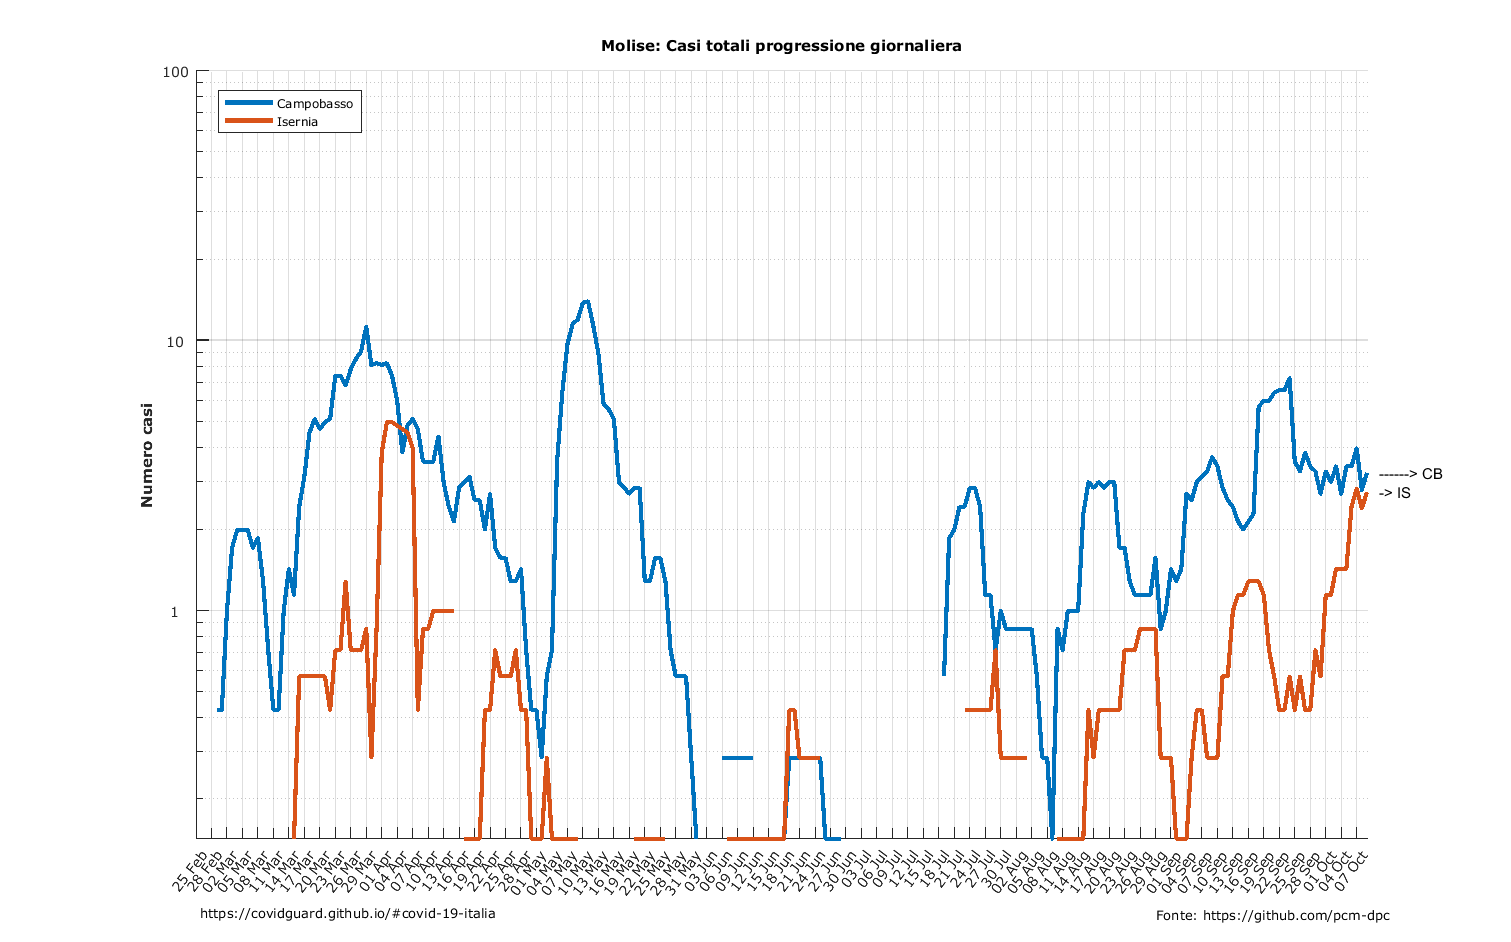 Molise: Casi totali progressione giornaliera
100
10
1
Numero casi
Campobasso
Isernia
------> CB
-> IS
25 Feb
28 Feb
02 Mar
05 Mar
08 Mar
11 Mar
14 Mar
17 Mar
20 Mar
23 Mar
26 Mar
29 Mar
01 Apr
04 Apr
07 Apr
10 Apr
13 Apr
16 Apr
19 Apr
22 Apr
25 Apr
28 Apr
01 May
04 May
07 May
10 May
13 May
16 May
19 May
22 May
25 May
28 May
31 May
03 Jun
06 Jun
09 Jun
12 Jun
15 Jun
18 Jun
21 Jun
24 Jun
27 Jun
30 Jun
03 Jul
06 Jul
09 Jul
12 Jul
15 Jul
18 Jul
21 Jul
24 Jul
27 Jul
30 Jul
02 Aug
05 Aug
08 Aug
11 Aug
14 Aug
17 Aug
20 Aug
23 Aug
26 Aug
29 Aug
01 Sep
04 Sep
07 Sep
10 Sep
13 Sep
16 Sep
19 Sep
22 Sep
25 Sep
28 Sep
01 Oct
04 Oct
07 Oct
https://covidguard.github.io/#covid-19-italia
Fonte: https://github.com/pcm-dpc